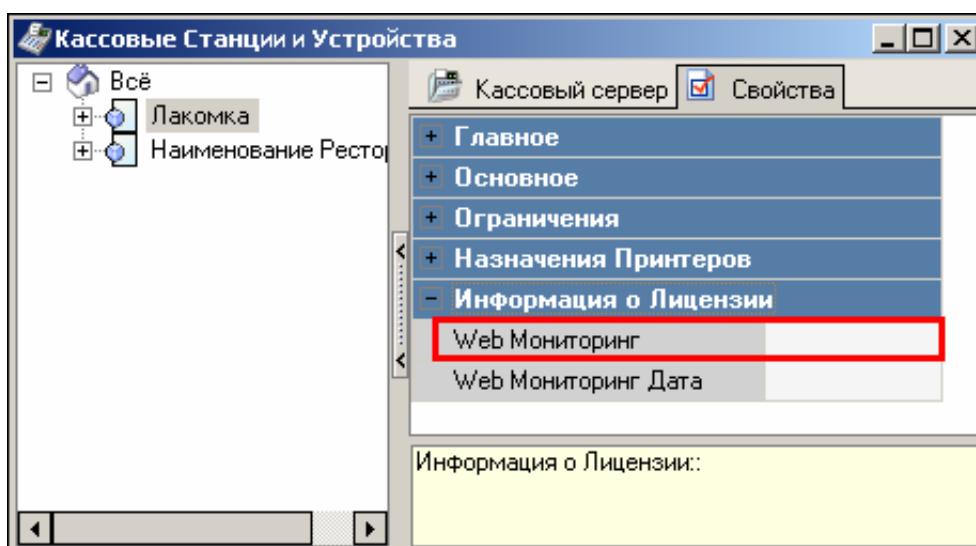 Кассовые Станции и Устройства
Всё
Лакомка
Наименование Рестор
Кассовый сервер
Свойства
Главное
Основное
Ограничения
Назначения Принтеров
Информация о Лицензии
Web Мониторинг
Web Мониторинг Дата
Информация о Лицензии::